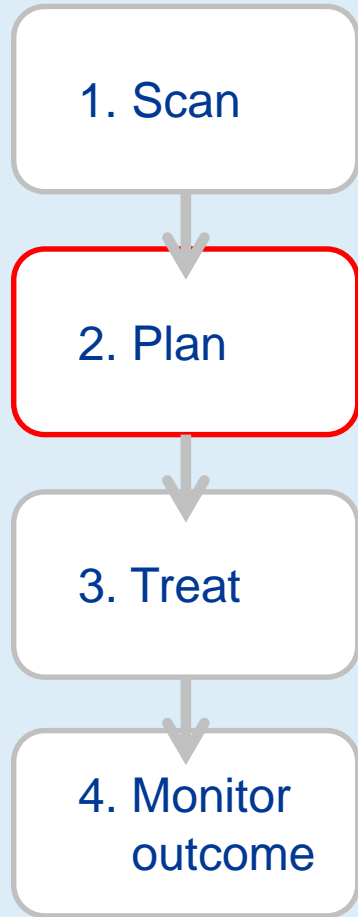 1. Scan
2. Plan
3. Treat
4. Monitor
outcome